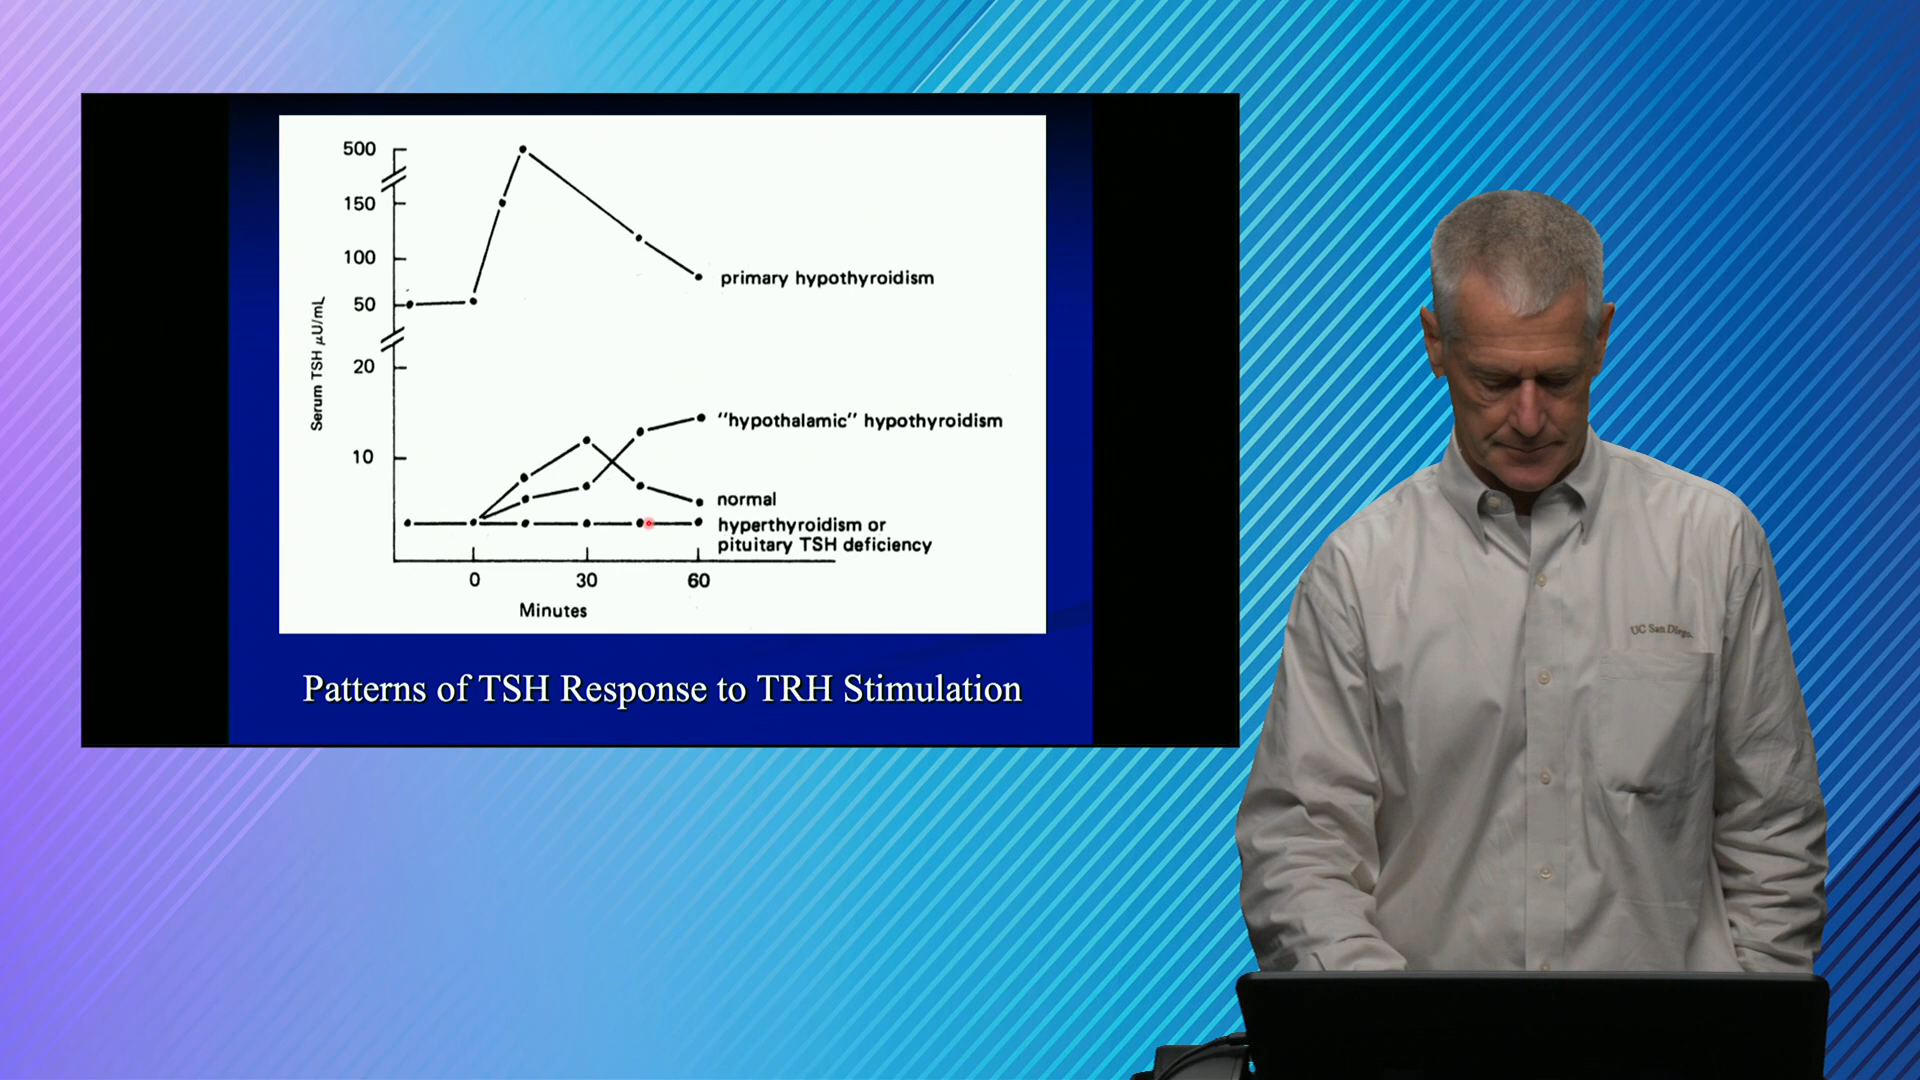 500
150
100
50
20
10
Serum TSH μU/mL
primary hypothyroidism
"hypothalamic" hypothyroidism
normal
hyperthyroidism or
pituitary TSH deficiency
0 30 60
Minutes
Patterns of TSH Response to TRH Stimulation
UC San Diego